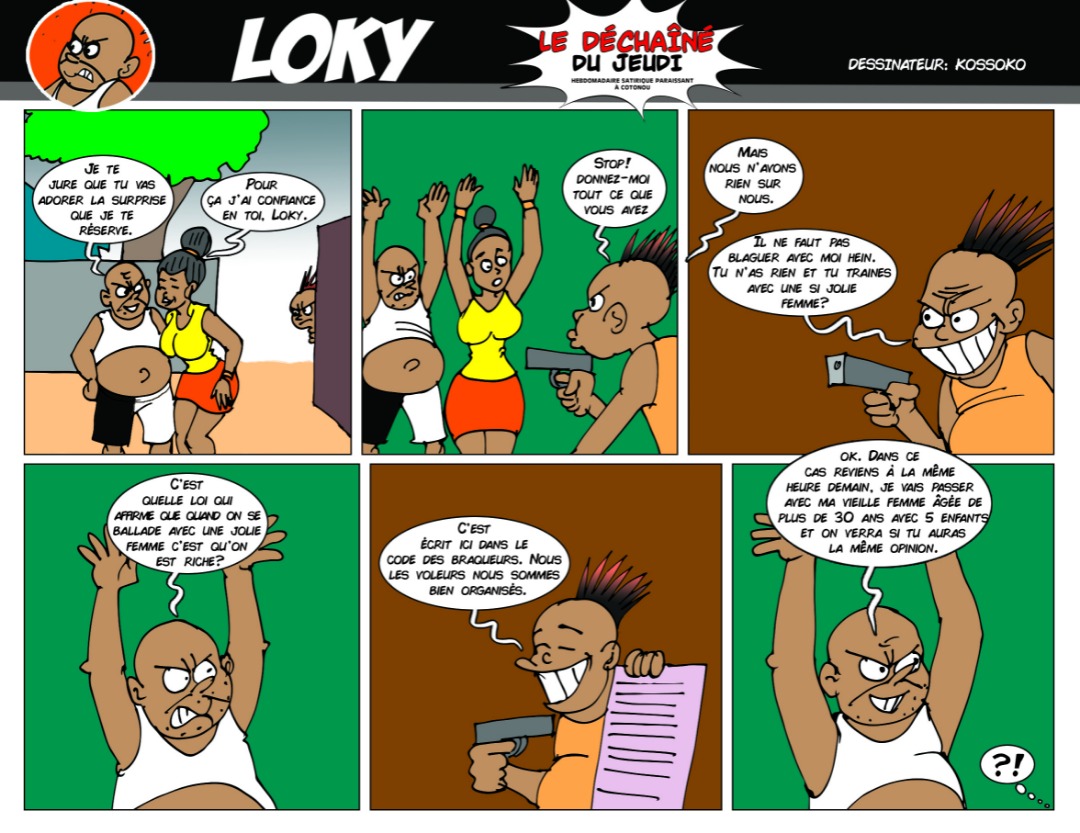 LOKY
LE DÉCHAÎNÉ
DU JEUDI
HEBDOMADAIRE SATIRIQUE PARAISSANT
À COTONOU
DESSINATEUR: KOSSOKO
JE TE
JURE QUE TU VAS
ADORER LA SURPRISE
QUE JE TE
RÉSERVE.
POUR
ÇA J'AI CONFIANCE
EN TOI, LOKY.
STOP!
DONNEZ-MOI
TOUT CE QUE
VOUS AVEZ
MAIS
NOUS N'AVONS
RIEN SUR
NOUS.
IL NE FAUT PAS
BLAGUER AVEC MOI HEIN.
TU N'AS RIEN ET TU TRAINES
AVEC UNE SI JOLIE
FEMME?
C'EST
QUELLE LOI QUI
AFFIRME QUE QUAND ON SE
BALLADE AVEC UNE JOLIE
FEMME C'EST QU'ON
EST RICHE?
C'EST
ÉCRIT ICI DANS LE
CODE DES BRAQUEURS. NOUS
LES VOLEURS NOUS SOMMES
BIEN ORGANISÉS.
OK. DANS CE
CAS REVIENS À LA MÊME
HEURE DEMAIN, JE VAIS PASSER
AVEC MA VIEILLE FEMME ÂGÉE DE
PLUS DE 30 ANS AVEC 5 ENFANTS
ET ON VERRA SI TU AURAS
LA MÊME OPINION.
?!